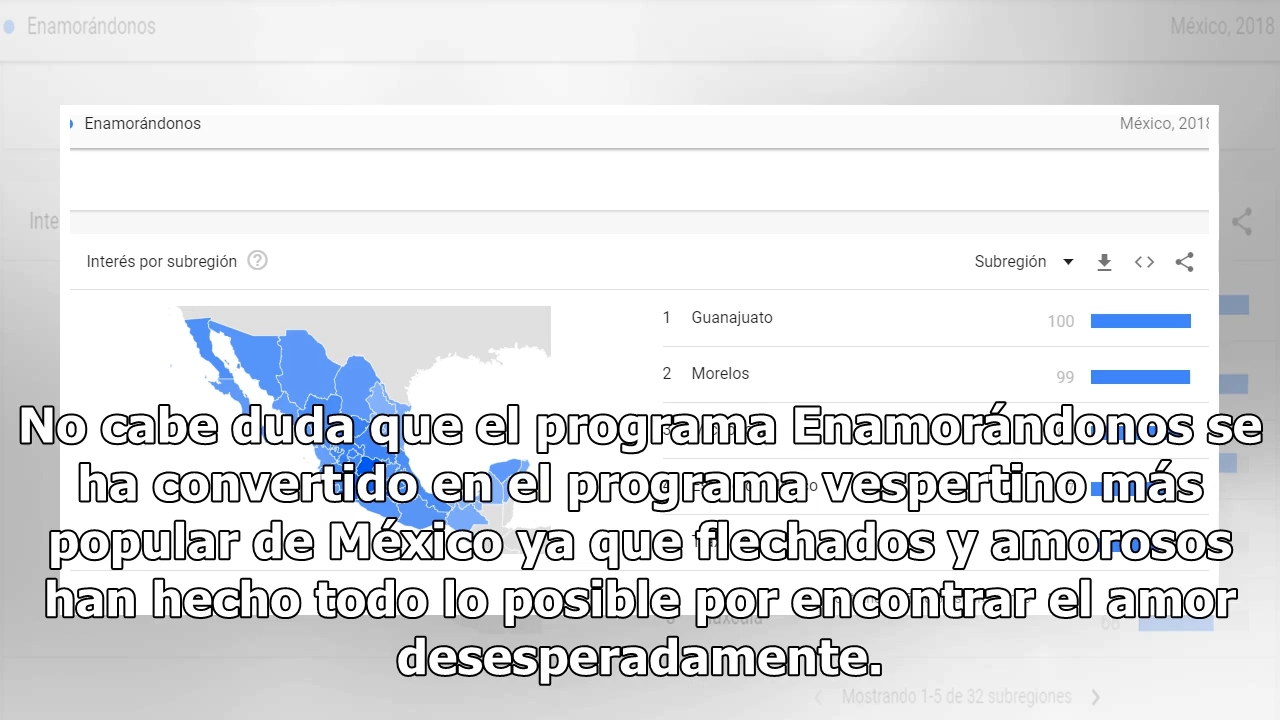 Enamorándonos México, 2018
Enamorándonos México, 2018
Inte
Interés por subregión ? Subregión
1 Guanajuato 100
2 Morelos 99
No cabe duda que el programa Enamorándonos se
ha convertido en el programa vespertino más
popular de México ya que flechados y amorosos
han hecho todo lo posible por encontrar el amor
desesperadamente.
Mostrando 1-5 de 32 subregiones